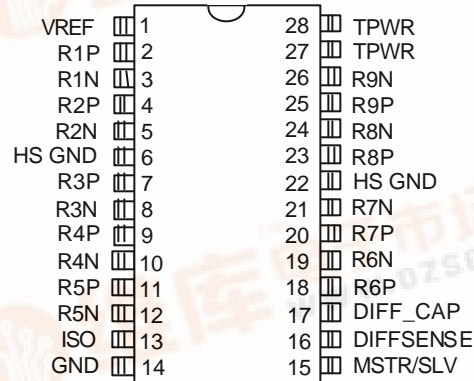 VREF 1 28 TPWR
R1P 2 27 TPWR
R1N 3 26 R9N
R2P 4 25 R9P
R2N 5 24 R8N
HS GND 6 23 R8P
R3P 7 22 HS GND
R3N 8 21 R7N
R4P 9 20 R7P
R4N 10 19 R6N
R5P 11 18 R6P
R5N 12 17 DIFF_CAP
ISO 13 16 DIFFSENSE
GND 14 15 MSTR/SLV